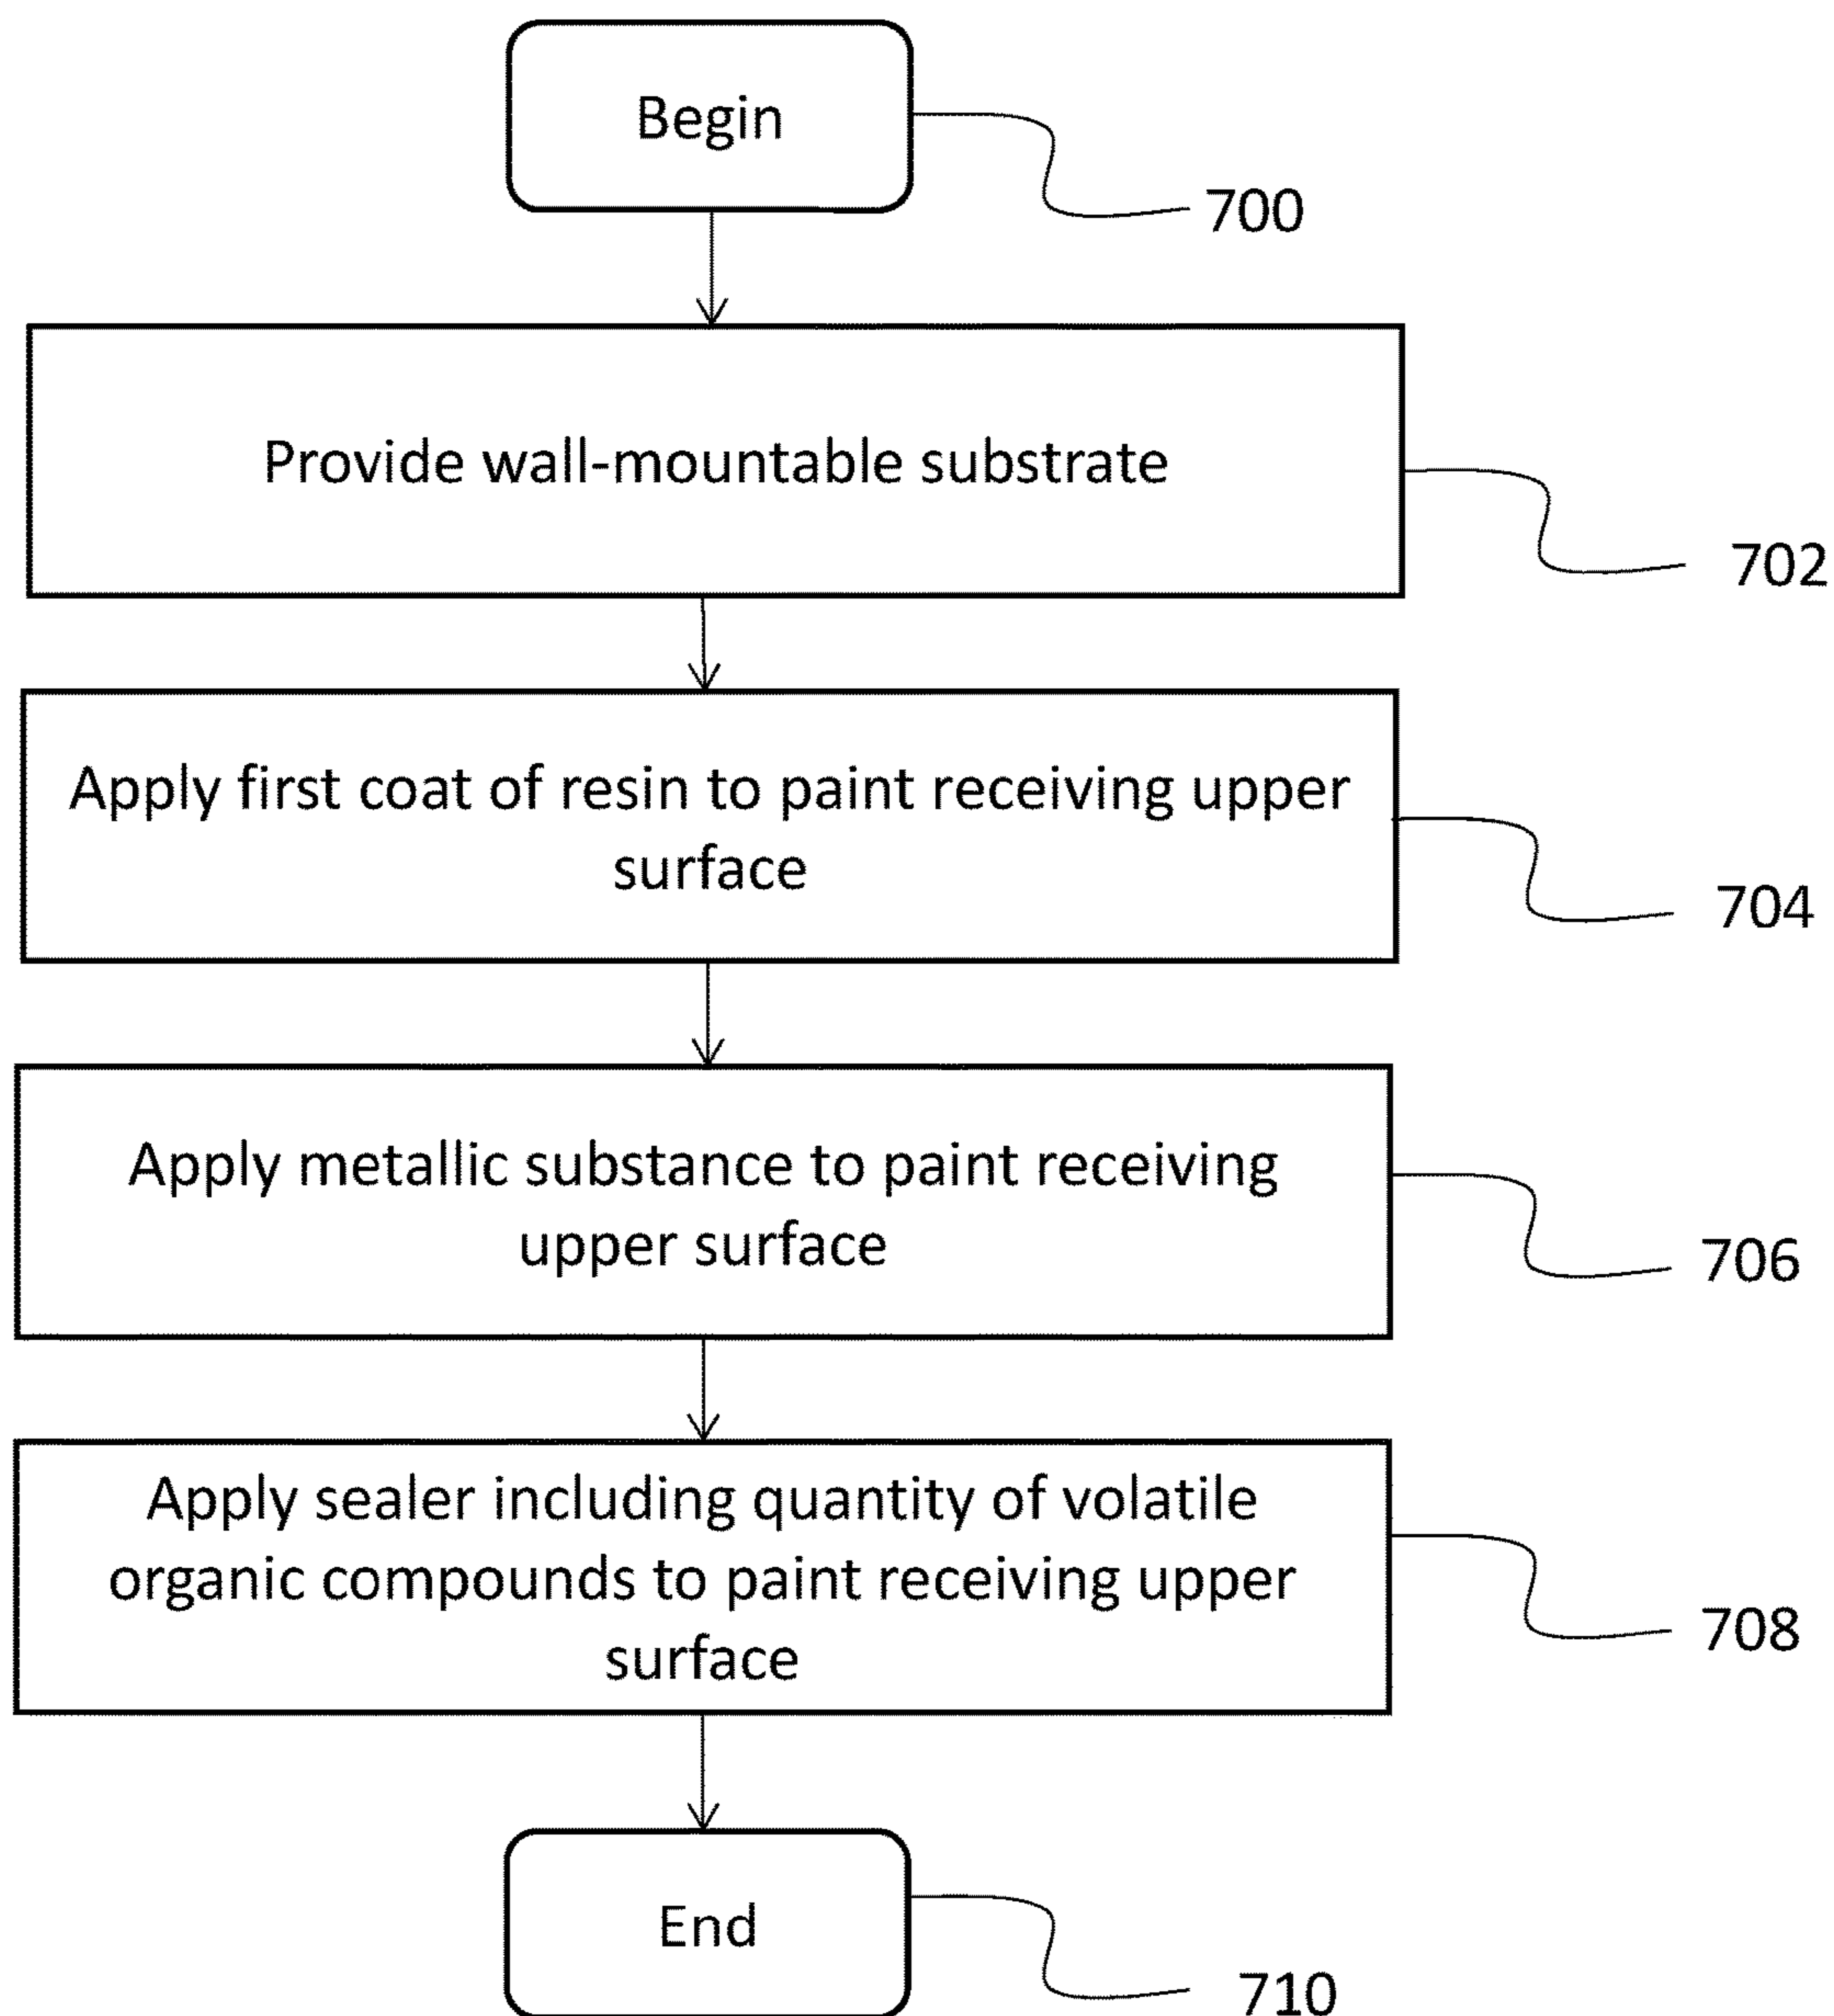 Begin
700
Provide wall-mountable substrate
702
Apply first coat of resin to paint receiving upper
surface
704
Apply metallic substance to paint receiving
upper surface
706
Apply sealer including quantity of volatile
organic compounds to paint receiving upper
surface
708
End
710